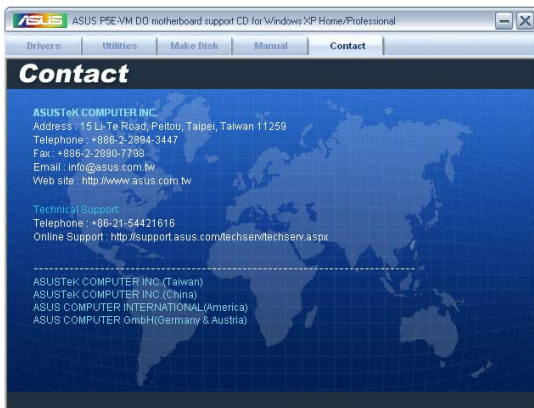 ASUS ASUS P5E-VM DO motherboard support CD for Windows XP Home/Professional
Drivers Utilities Make Disk Manual Contact
Contact
ASUSTeK COMPUTER INC.
Address : 15 Li-Te Road, Peitou, Taipei, Taiwan 11259
Telephone : +886-2-2894-3447
Fax : +886-2-2890-7798
Email : info@asus.com.tw
Web site : http://www.asus.com.tw
Technical Support:
Telephone : +86-21-54421616
Online Support : http://support.asus.com/techserv/techserv.aspx
ASUSTeK COMPUTER INC.(Taiwan)
ASUSTeK COMPUTER INC.(China)
ASUS COMPUTER INTERNATIONAL(America)
ASUS COMPUTER GmbH(Germany & Austria)